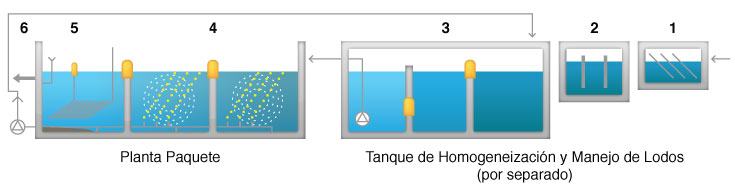 6 5 4 3 2 1
Planta Paquete
Tanque de Homogeneización y Manejo de Lodos
(por separado)